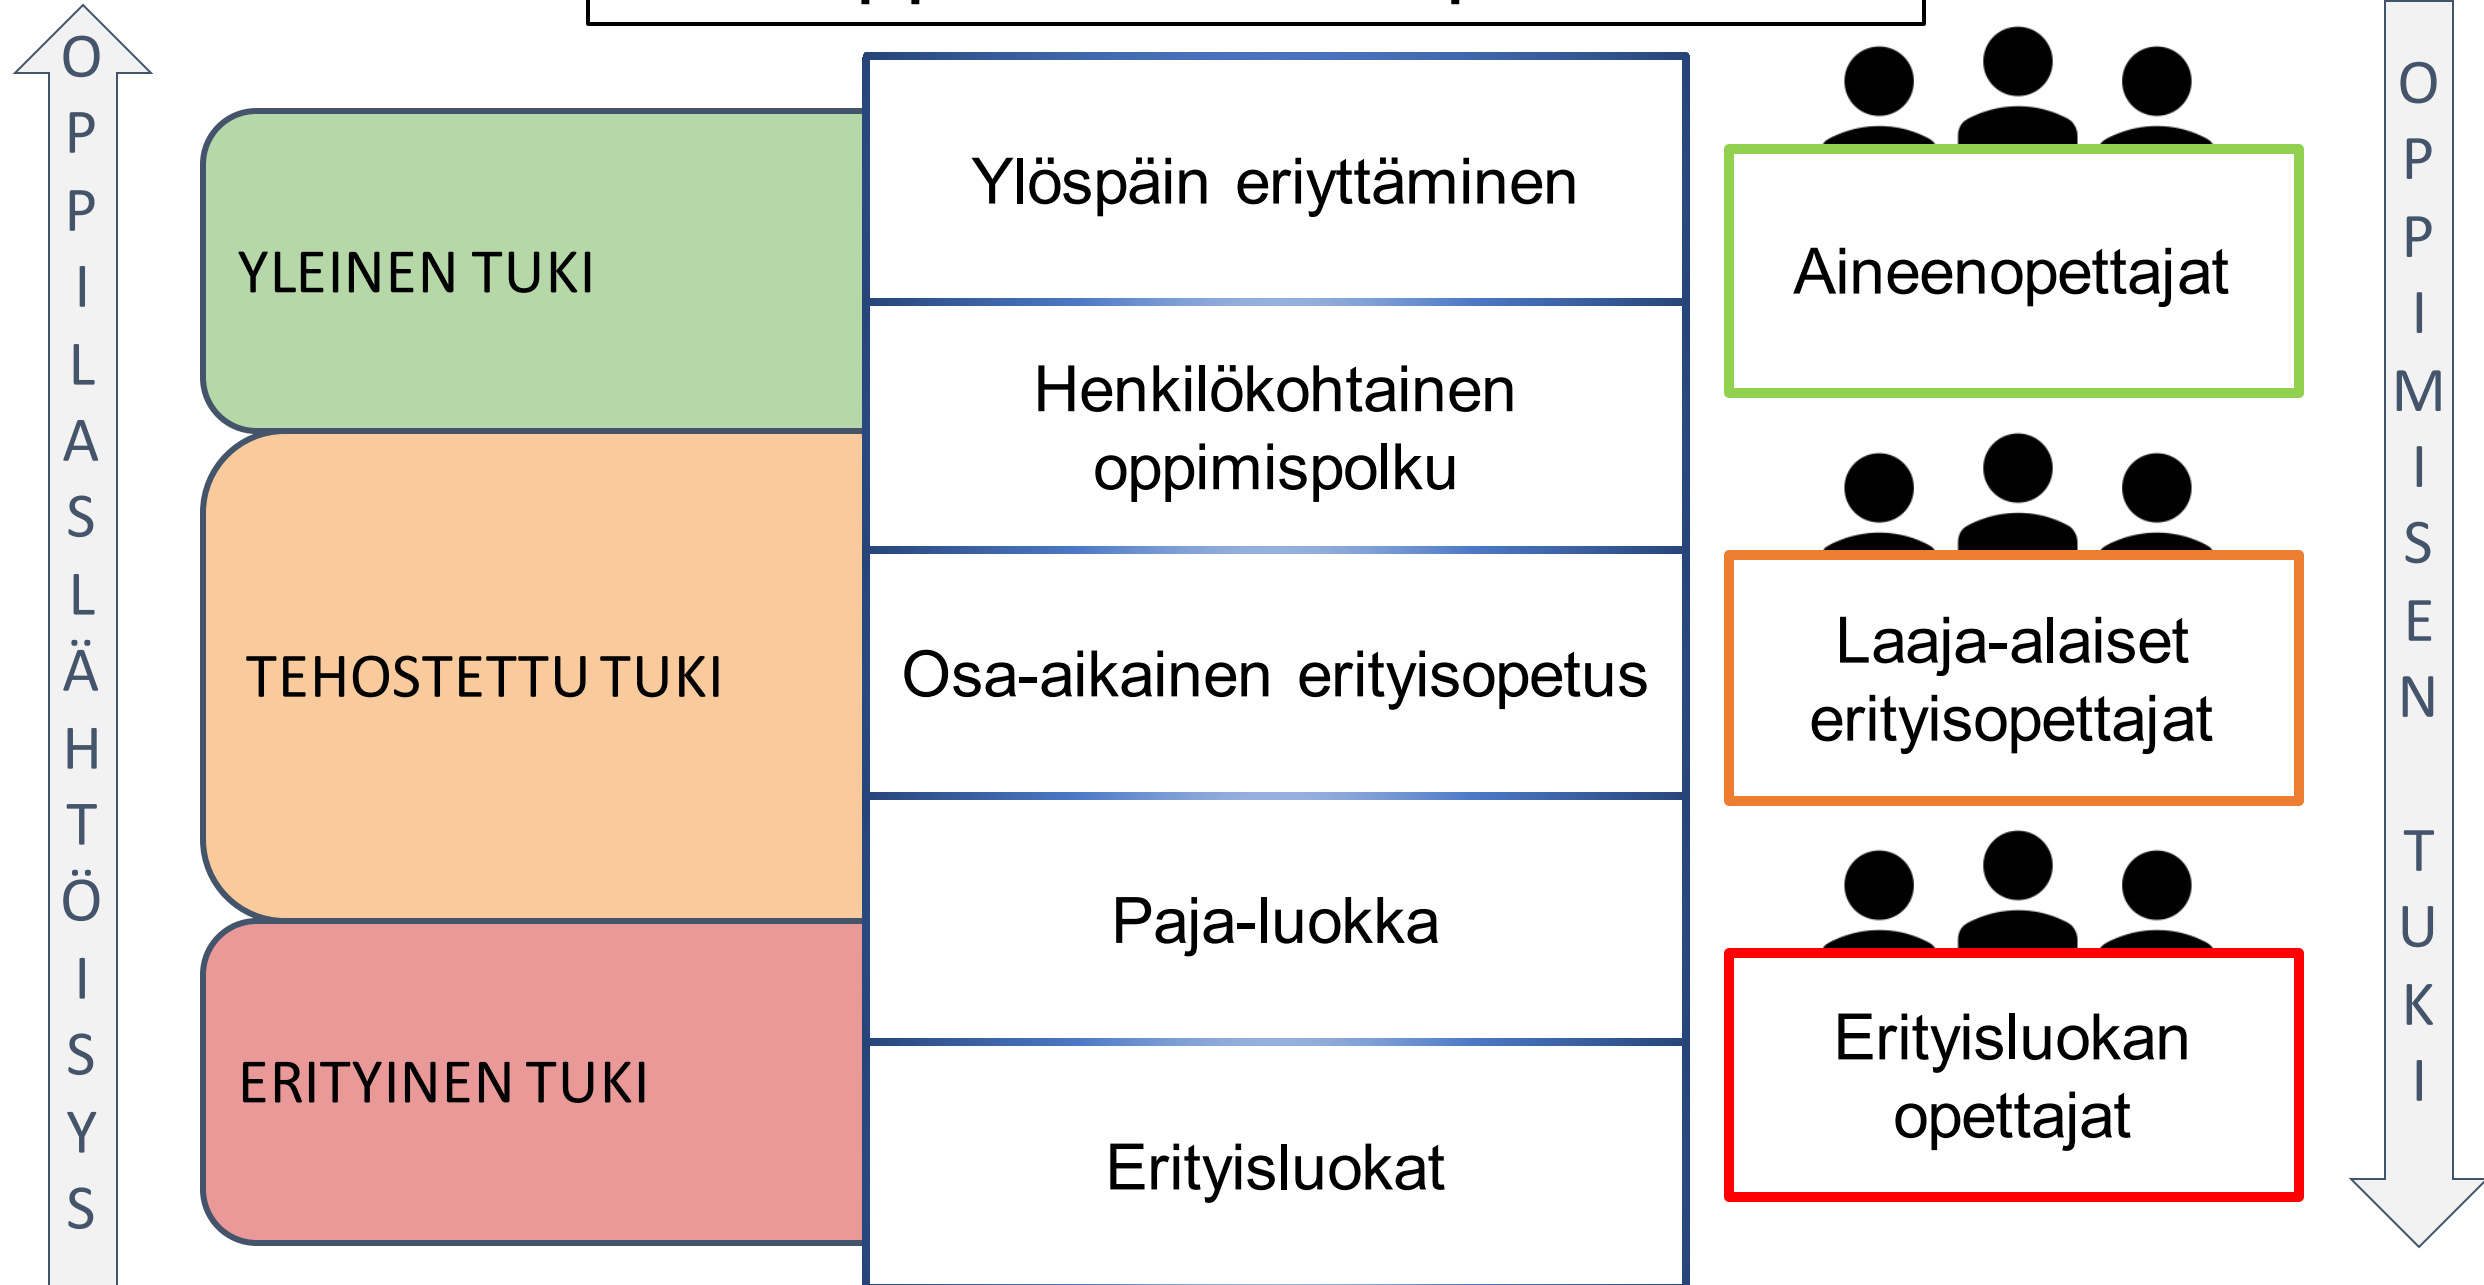 OPPILASLÄHTÖISYS
YLEINEN TUKI
TEHOSTETTU TUKI
ERITYINEN TUKI
Ylöspäin eriyttäminen
Henkilökohtainen
oppimispolku
Osa-aikainen erityisopetus
Paja-luokka
Erityisluokat
Aineenopettajat
Laaja-alaiset
erityisopettajat
Erityisluokan
opettajat
OPPIMISEN TUKI